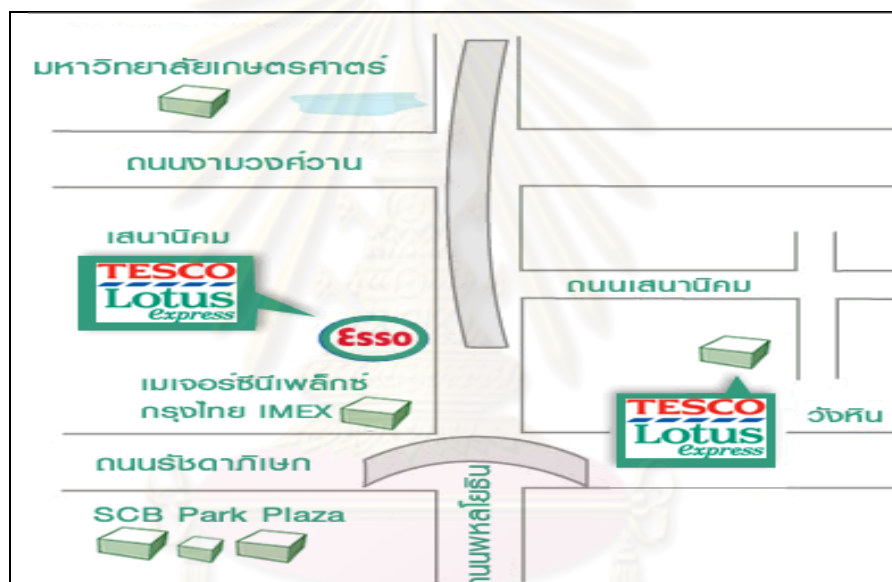 มหาวิทยาลัยเกษตรศาตร์
ถนนงามวงศ์วาน
เสนานิคม
TESCO
Lotus
express
Esso
ถนนเสนานิคม
เมเจอร์ซีนีเพล็กซ์
กรุงไทย IMEX
TESCO
Lotus
express
วังหิน
ถนนรัชดาภิเษก
ถนนพหลโยธิน
SCB Park Plaza